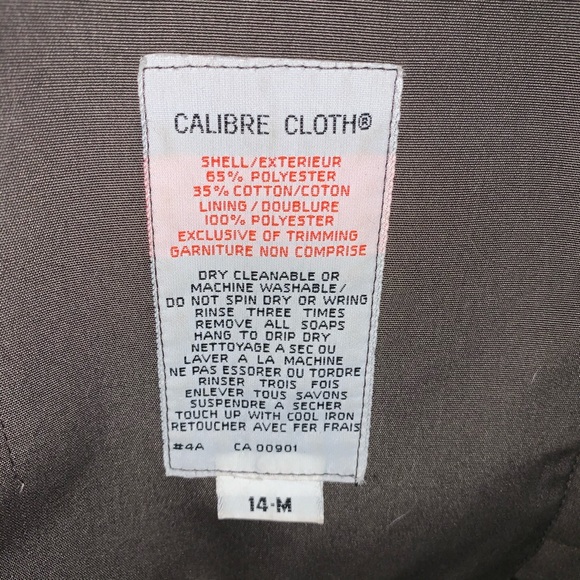 CALIBRE CLOTH®
SHELL/EXTERIEUR
65% POLYESTER
35% COTTON/COTON
LINING/DOUBLURE
100% POLYESTER
EXCLUSIVE OF TRIMMING
GARNITURE NON COMPRISE
DRY CLEANABLE OR
MACHINE WASHABLE/
DO NOT SPIN DRY OR WRING
RINSE THREE TIMES
REMOVE ALL SOAPS
HANG TO DRIP DRY
NETTOYAGE A SEC OU
LAVER A LA MACHINE
NE PAS ESSORER OU TORDRE
RINSER TROIS FOIS
ENLEVER TOUS SAVONS
SUSPENDRE A SECHER
TOUCH UP WITH COOL IRON
RETOUCHER AVEC FER FRAIS
#4A CA 00901
14-M